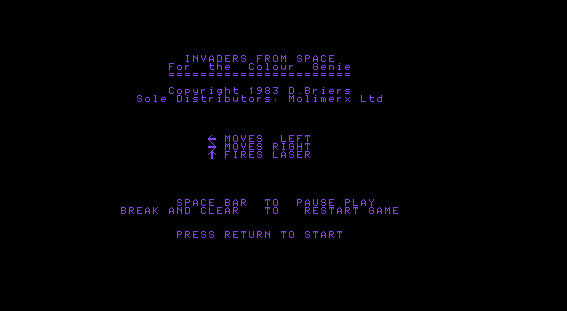 INVADERS FROM SPACE
For the Colour Genie
=======================
Copyright 1983 D.Briers
Sole Distributors: Molimerx Ltd
← MOVES LEFT
→ MOVES RIGHT
↑ FIRES LASER
SPACE BAR TO PAUSE PLAY
BREAK AND CLEAR TO RESTART GAME
PRESS RETURN TO START